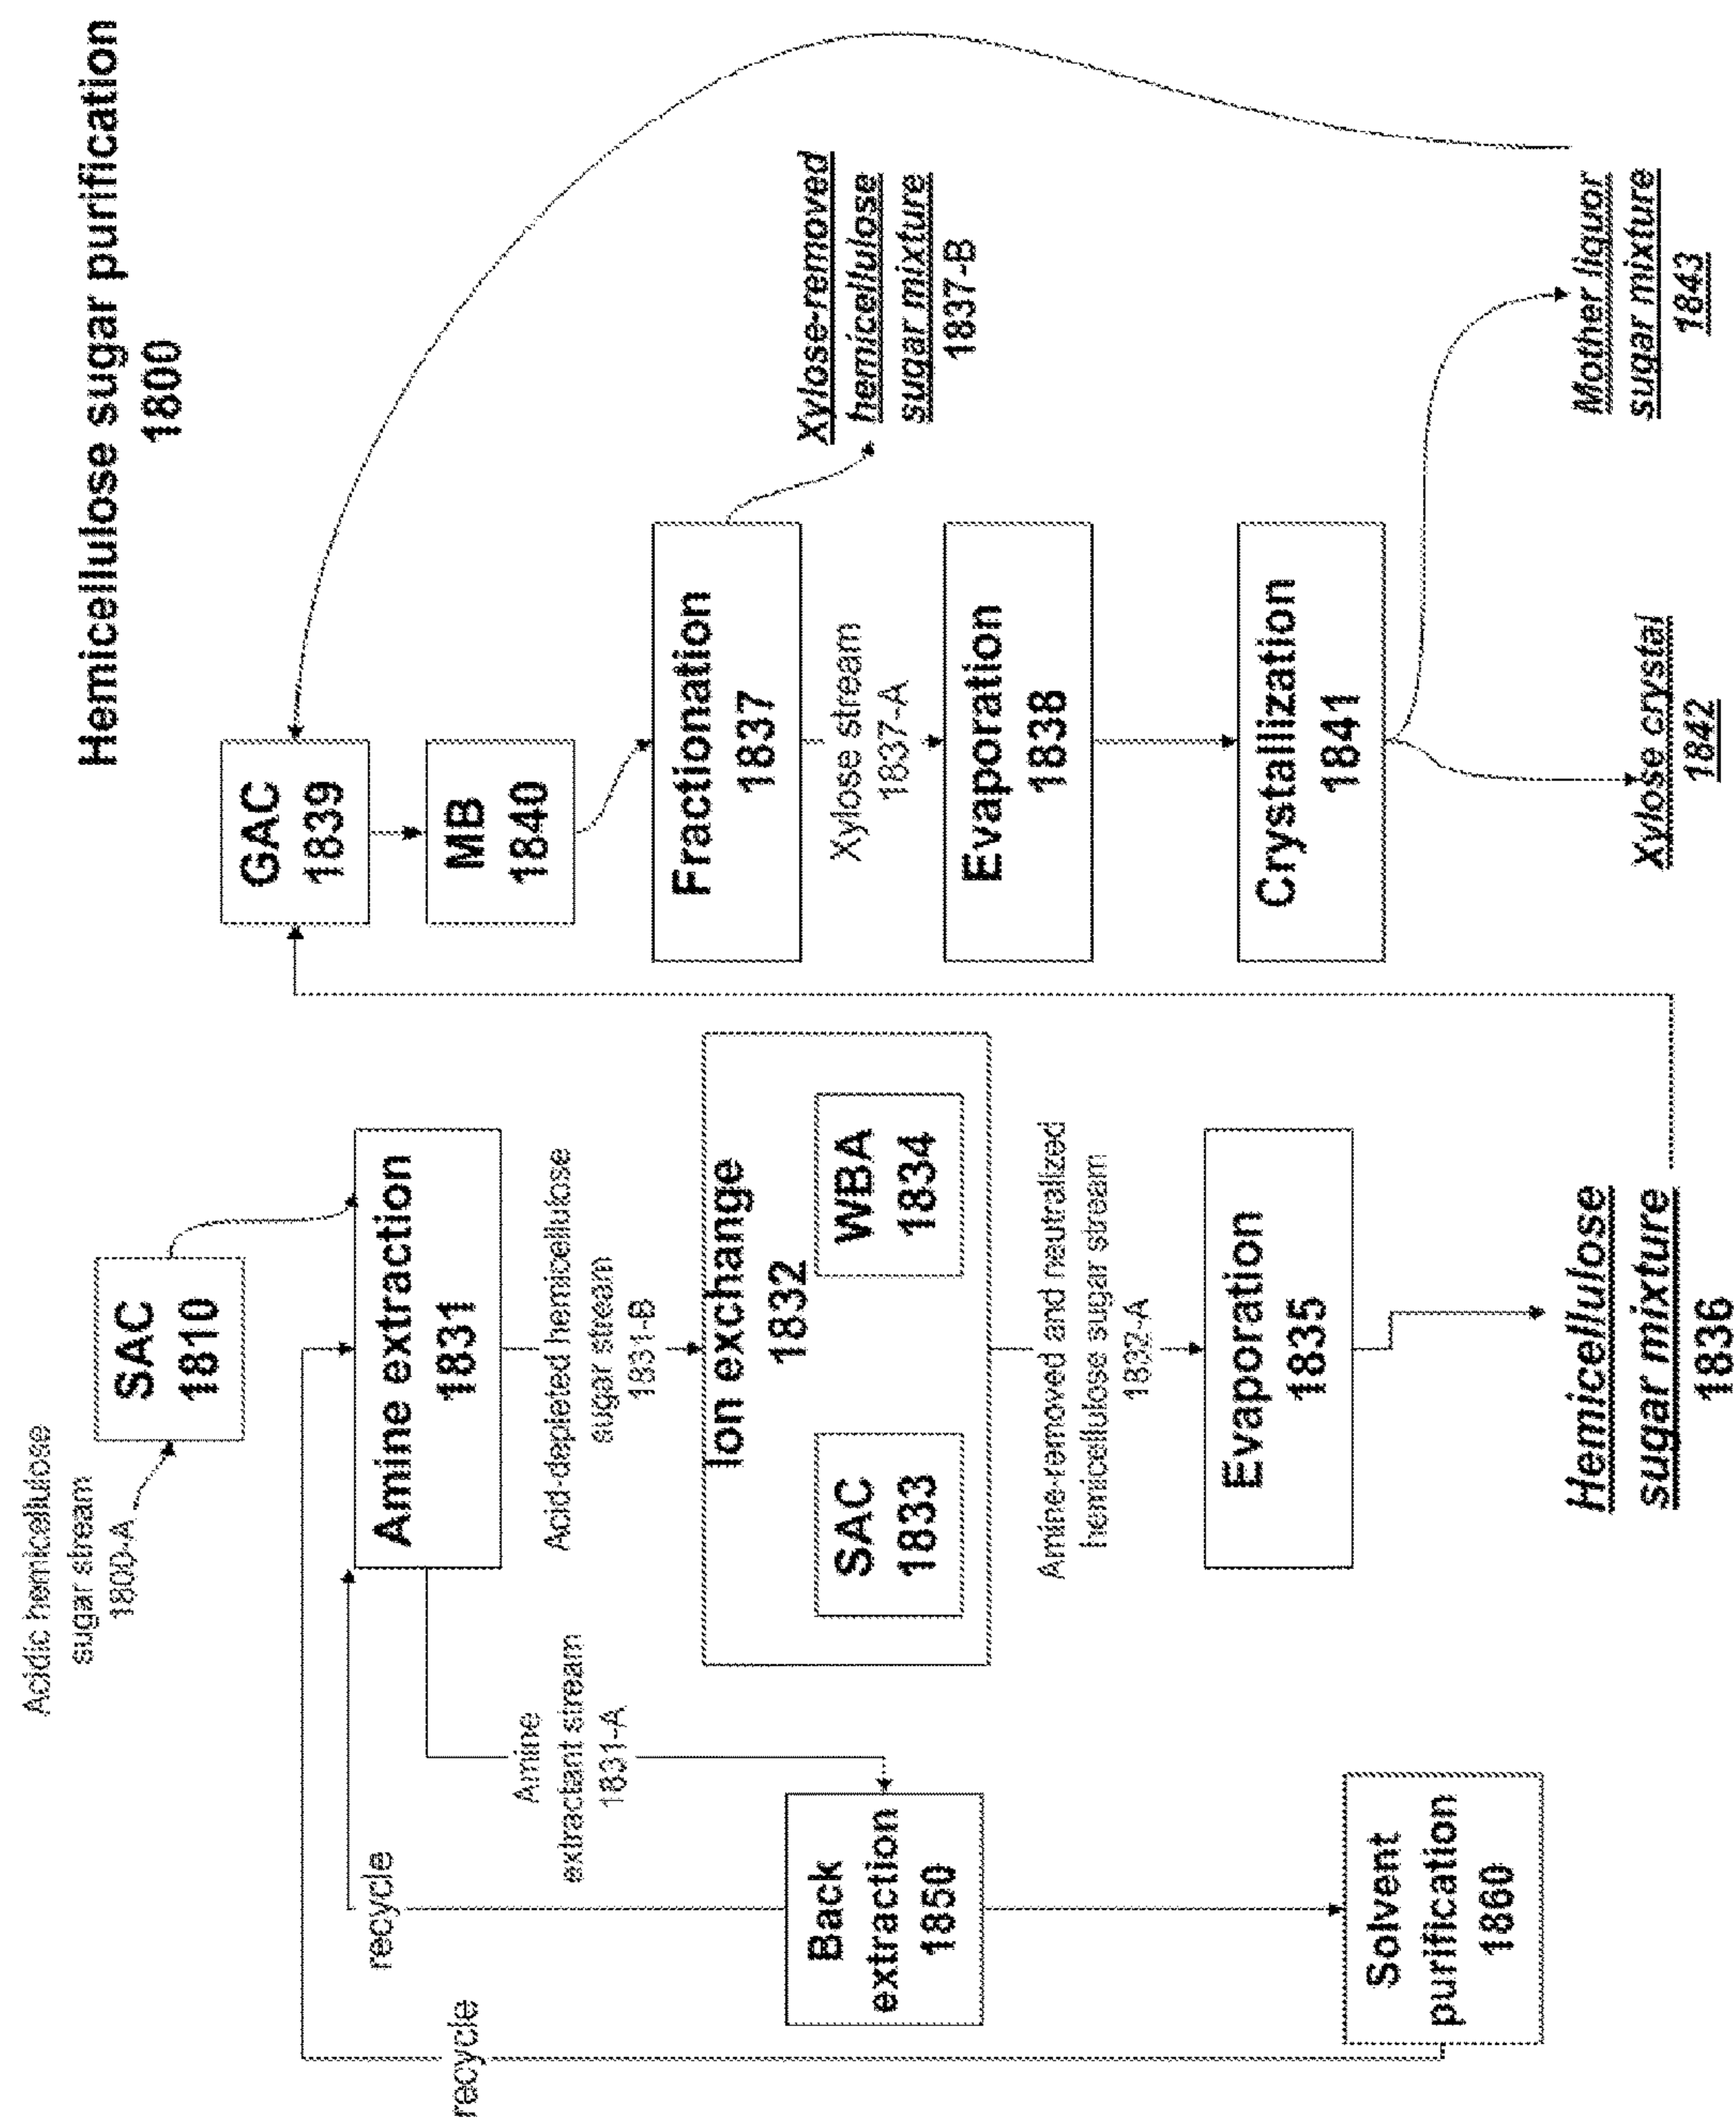 Hemicellulose sugar purification
1800
Acidic hemicellulose
sugar stream
1800-A
SAC
1810
recycle
recycle
Amine extraction
1831
Amine
extractant stream
1831-A
Acid-depleted hemicellulose
sugar stream
1831-B
Back
extraction
1850
Solvent
purification
1860
Ion exchange
1832
SAC
1833
WBA
1834
Amine-removed and neutralized
hemicellulose sugar stream
1832-A
Evaporation
1835
Hemicellulose
sugar mixture
1836
GAC
1839
MB
1840
Fractionation
1837
Xylose-removed
hemicellulose
sugar mixture
1837-B
Xylose stream
1837-A
Evaporation
1838
Crystallization
1841
Xylose crystal
1842
Mother liquor
sugar mixture
1843